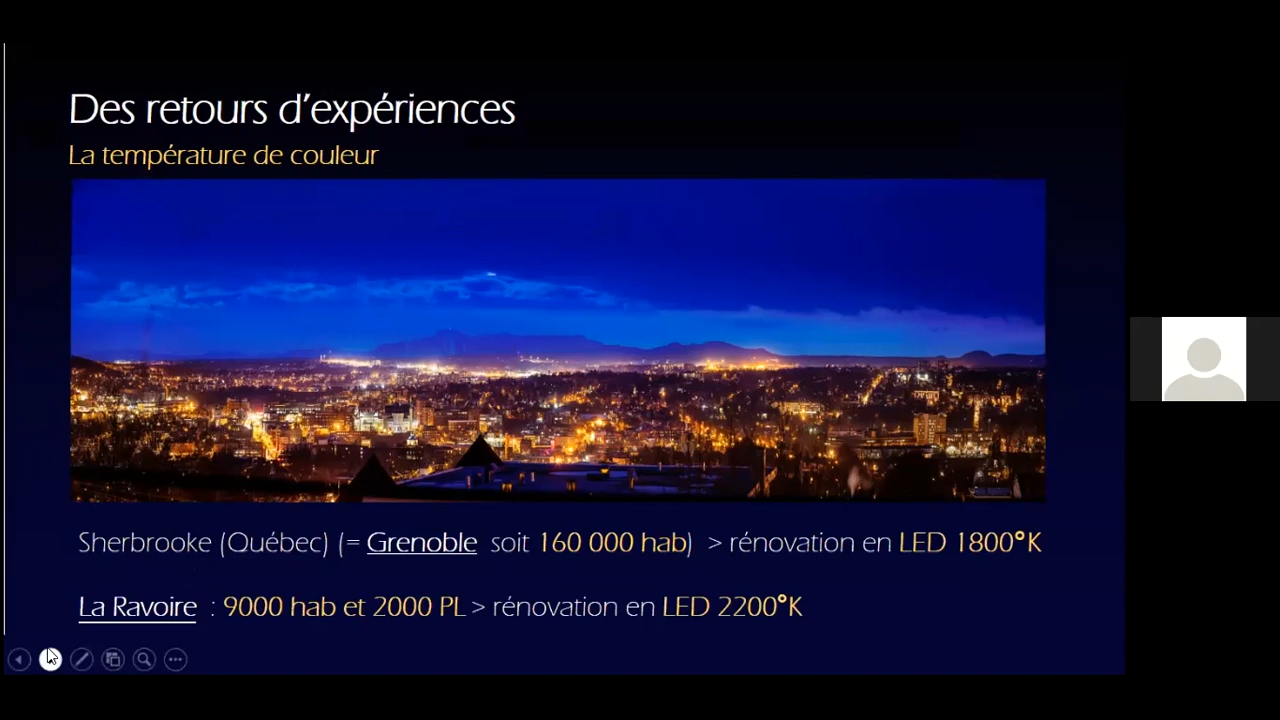 Des retours d'expériences
La température de couleur
Sherbrooke (Québec) (= Grenoble soit 160 000 hab) > rénovation en LED 1800°K
La Ravoire : 9000 hab et 2000 PL > rénovation en LED 2200°K